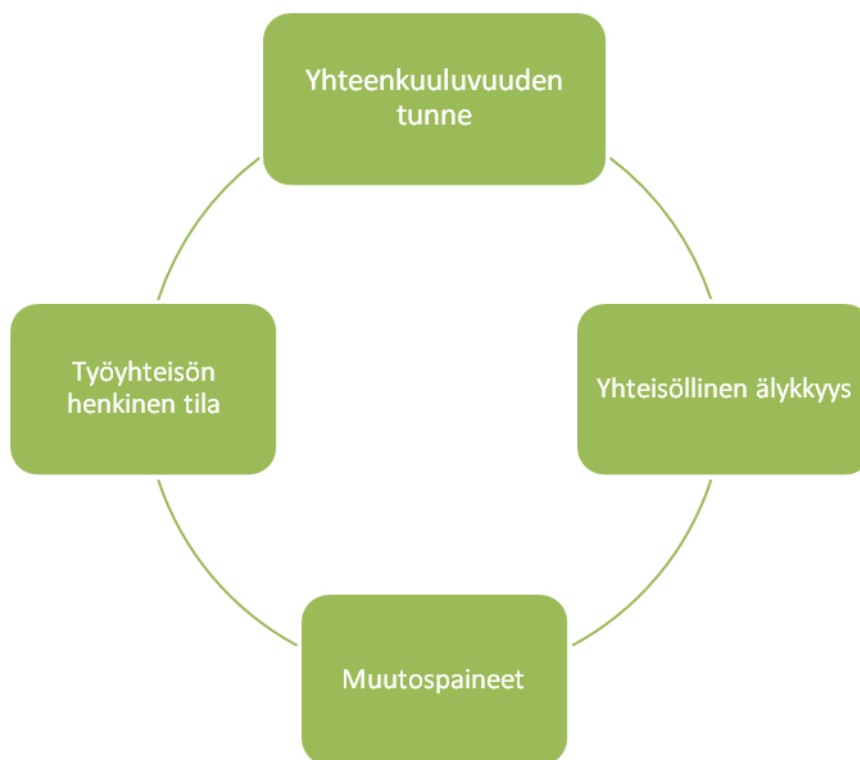 Yhteenkuuluvuuden
tunne
Työyhteisön
henkinen tila
Yhteisöllinen älykkyys
Muutospaineet